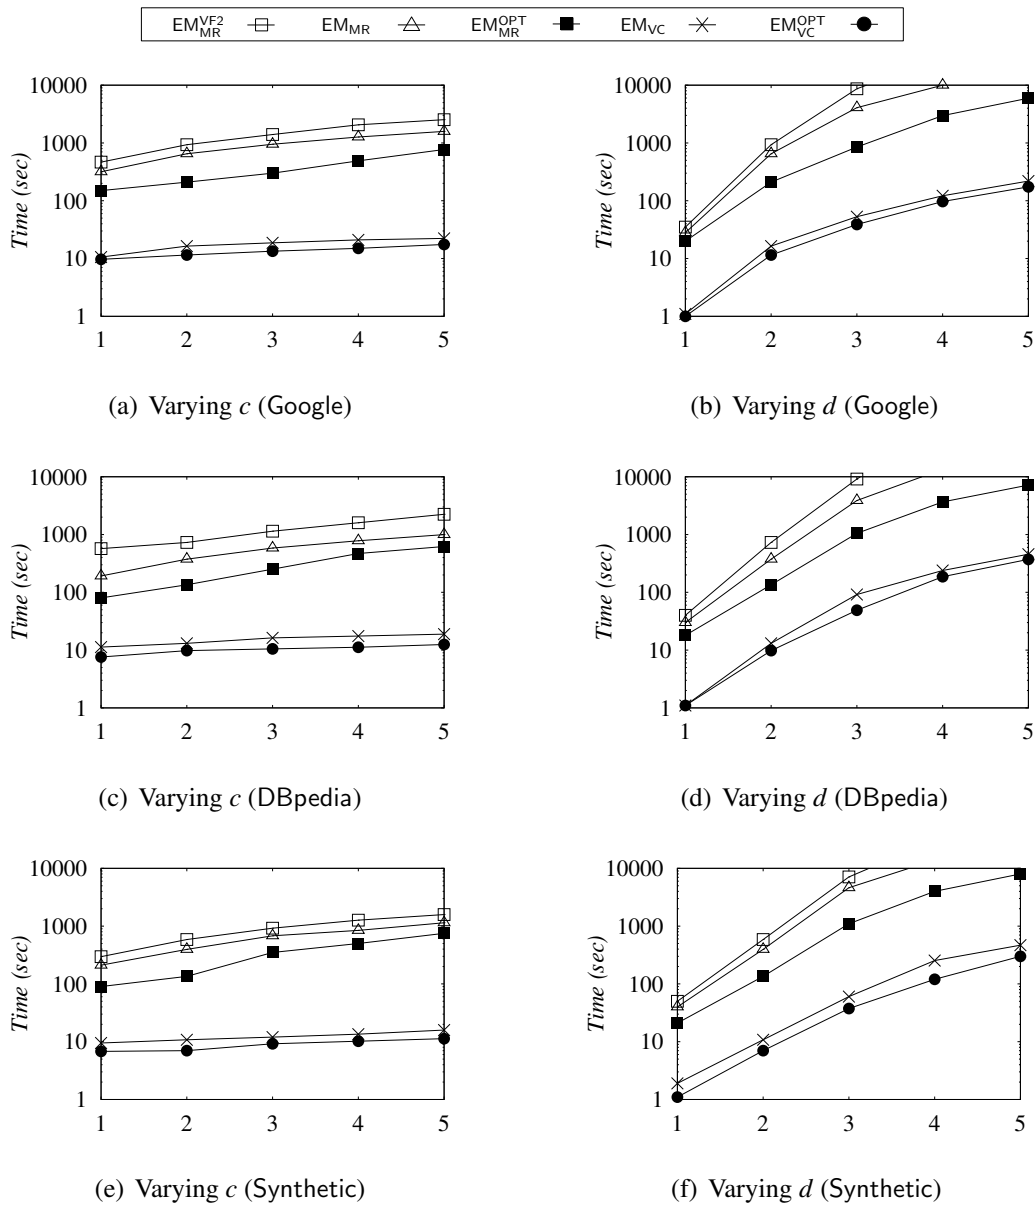 EM_MR^VF2 EM_MR EM_MR^OPT EM_VC EM_VC^OPT
10000
1000
100
10
1
Time (sec)
1 2 3 4 5
(a) Varying c (Google)
10000
1000
100
10
1
Time (sec)
1 2 3 4 5
(b) Varying d (Google)
10000
1000
100
10
1
Time (sec)
1 2 3 4 5
(c) Varying c (DBpedia)
10000
1000
100
10
1
Time (sec)
1 2 3 4 5
(d) Varying d (DBpedia)
10000
1000
100
10
1
Time (sec)
1 2 3 4 5
(e) Varying c (Synthetic)
10000
1000
100
10
1
Time (sec)
1 2 3 4 5
(f) Varying d (Synthetic)